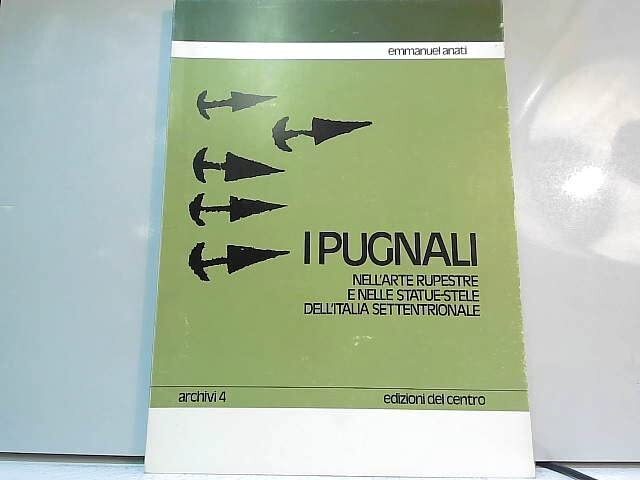 emmanuel anati
I PUGNALI
NELL'ARTE RUPESTRE
E NELLE STATUE-STELE
DELL'ITALIA SETTENTRIONALE
archivi 4
edizioni del centro